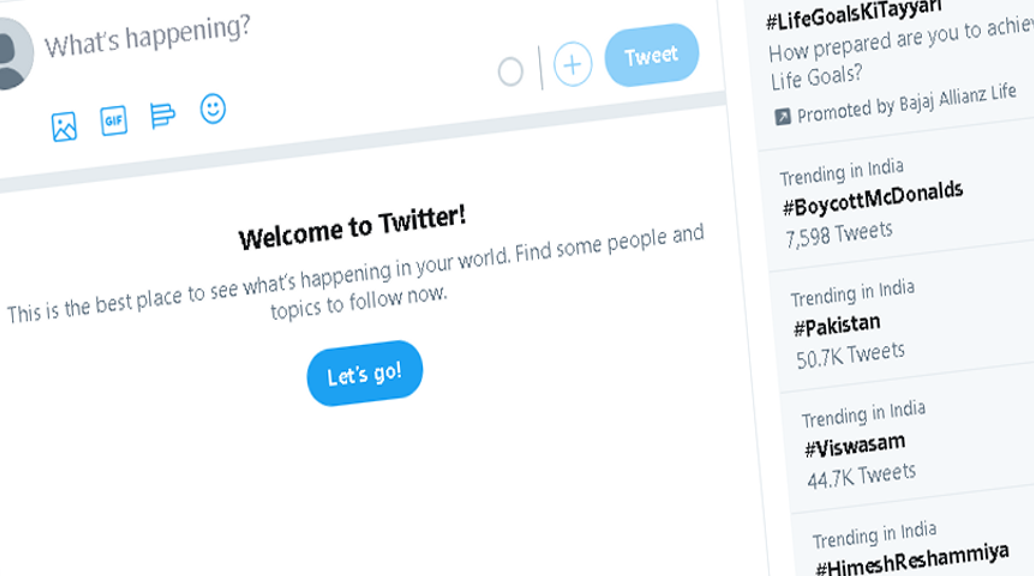 What's happening?
GIF
Tweet
Welcome to Twitter!
This is the best place to see what's happening in your world. Find some people and
topics to follow now.
Let's go!
#LifeGoalsKiTayyari
How prepared are you to achieve
Life Goals?
Promoted by Bajaj Allianz Life
Trending in India
#BoycottMcDonalds
7,598 Tweets
Trending in India
#Pakistan
50.7K Tweets
Trending in India
#Viswasam
44.7K Tweets
Trending in India
#HimeshReshammiya